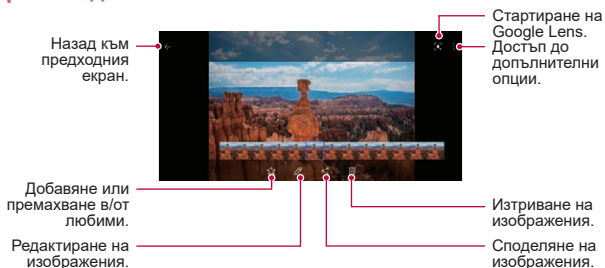 Назад към
предходния
екран.
Стартиране на
Google Lens.
Достъп до
допълнителни
опции.
Добавяне или
премахване в/от
любими.
Редактиране на
изображения.
Изтриване на
изображения.
Споделяне на
изображения.